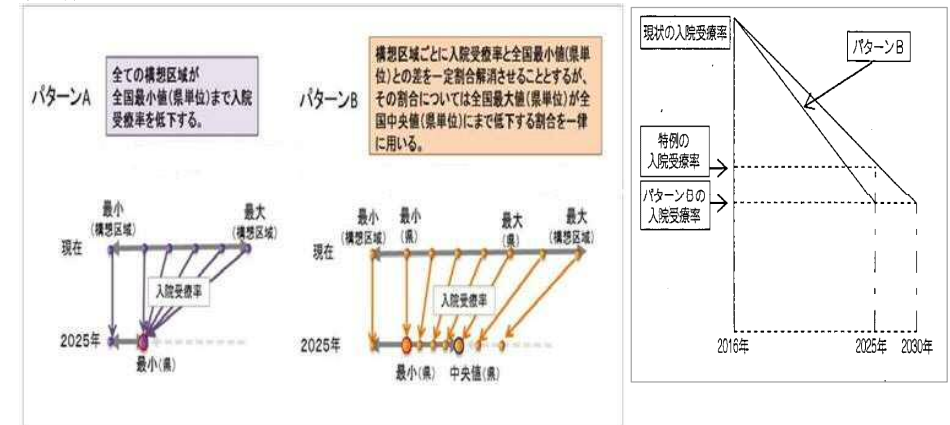 パターンA
全ての構想区域が
全国最小値(県単位)まで入院
受療率を低下する。
最小
(構想区域)
最大
(構想区域)
現在
入院受療率
2025年
最小(県)
パターンB
構想区域ごとに入院受療率と全国最小値(県単
位)との差を一定割合解消させることとするが、
その割合については全国最大値(県単位)が全
国中央値(県単位)にまで低下する割合を一律
に用いる。
最小
(構想区域)
最小
(県)
最大
(県)
最大
(構想区域)
現在
入院受療率
2025年
最小(県)
中央値(県)
現状の入院受療率
パターンB
特例の
入院受療率
パターンBの
入院受療率
2016年
2025年
2030年